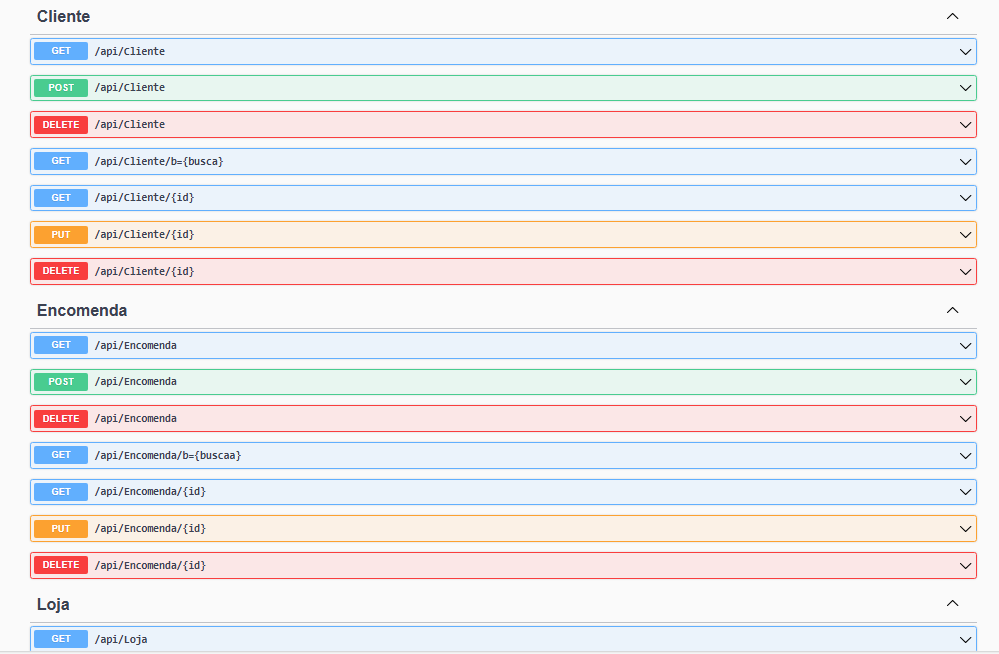 Cliente
GET /api/Cliente
POST /api/Cliente
DELETE /api/Cliente
GET /api/Cliente/b={busca}
GET /api/Cliente/{id}
PUT /api/Cliente/{id}
DELETE /api/Cliente/{id}
Encomenda
GET /api/Encomenda
POST /api/Encomenda
DELETE /api/Encomenda
GET /api/Encomenda/b={buscaa}
GET /api/Encomenda/{id}
PUT /api/Encomenda/{id}
DELETE /api/Encomenda/{id}
Loja
GET /api/Loja